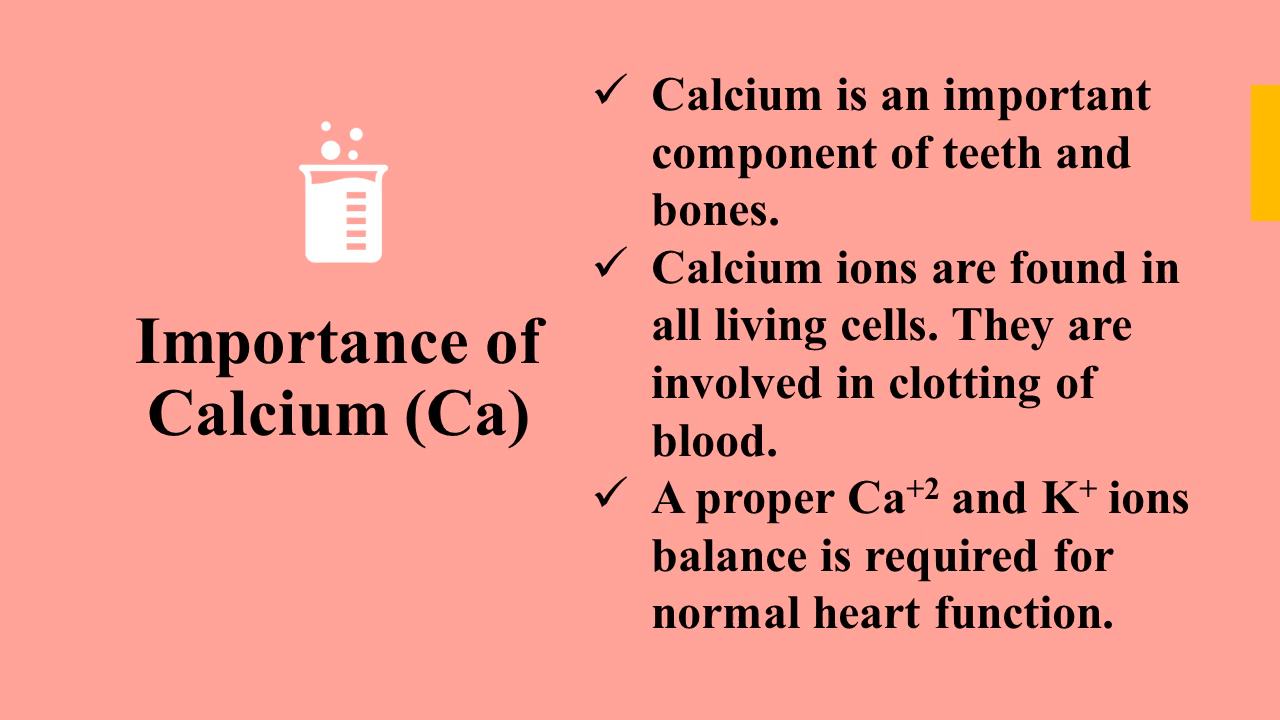 Importance of
Calcium (Ca)
✓ Calcium is an important
component of teeth and
bones.
✓ Calcium ions are found in
all living cells. They are
involved in clotting of
blood.
✓ A proper Ca⁺² and K⁺ ions
balance is required for
normal heart function.